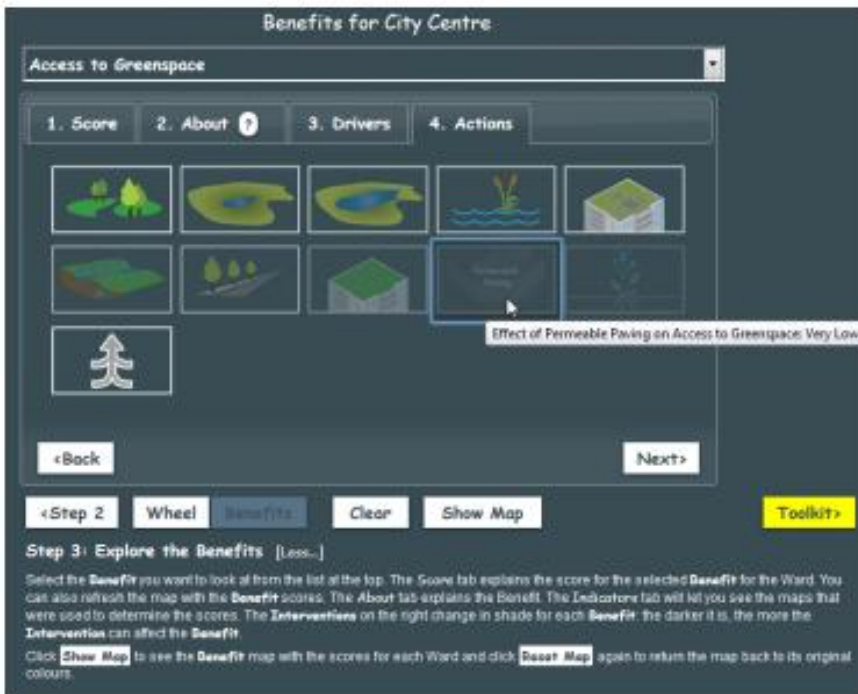 Benefits for City Centre
Access to Greenspace
1. Score 2. About ? 3. Drivers 4. Actions
Permeable
Paving
Effect of Permeable Paving on Access to Greenspace: Very Low
<Back Next>
<Step 2 Wheel Benefits Clear Show Map Toolkit>
Step 3: Explore the Benefits [Less...]
Select the Benefit you want to look at from the list at the top. The Score tab explains the score for the selected Benefit for the Ward. You
can also refresh the map with the Benefit scores. The About tab explains the Benefit. The Indicators tab will let you see the maps that
were used to determine the scores. The Interventions on the right change in shade for each Benefit: the darker it is, the more the
Intervention can affect the Benefit.
Click Show Map to see the Benefit map with the scores for each Ward and click Reset Map again to return the map back to its original
colours.